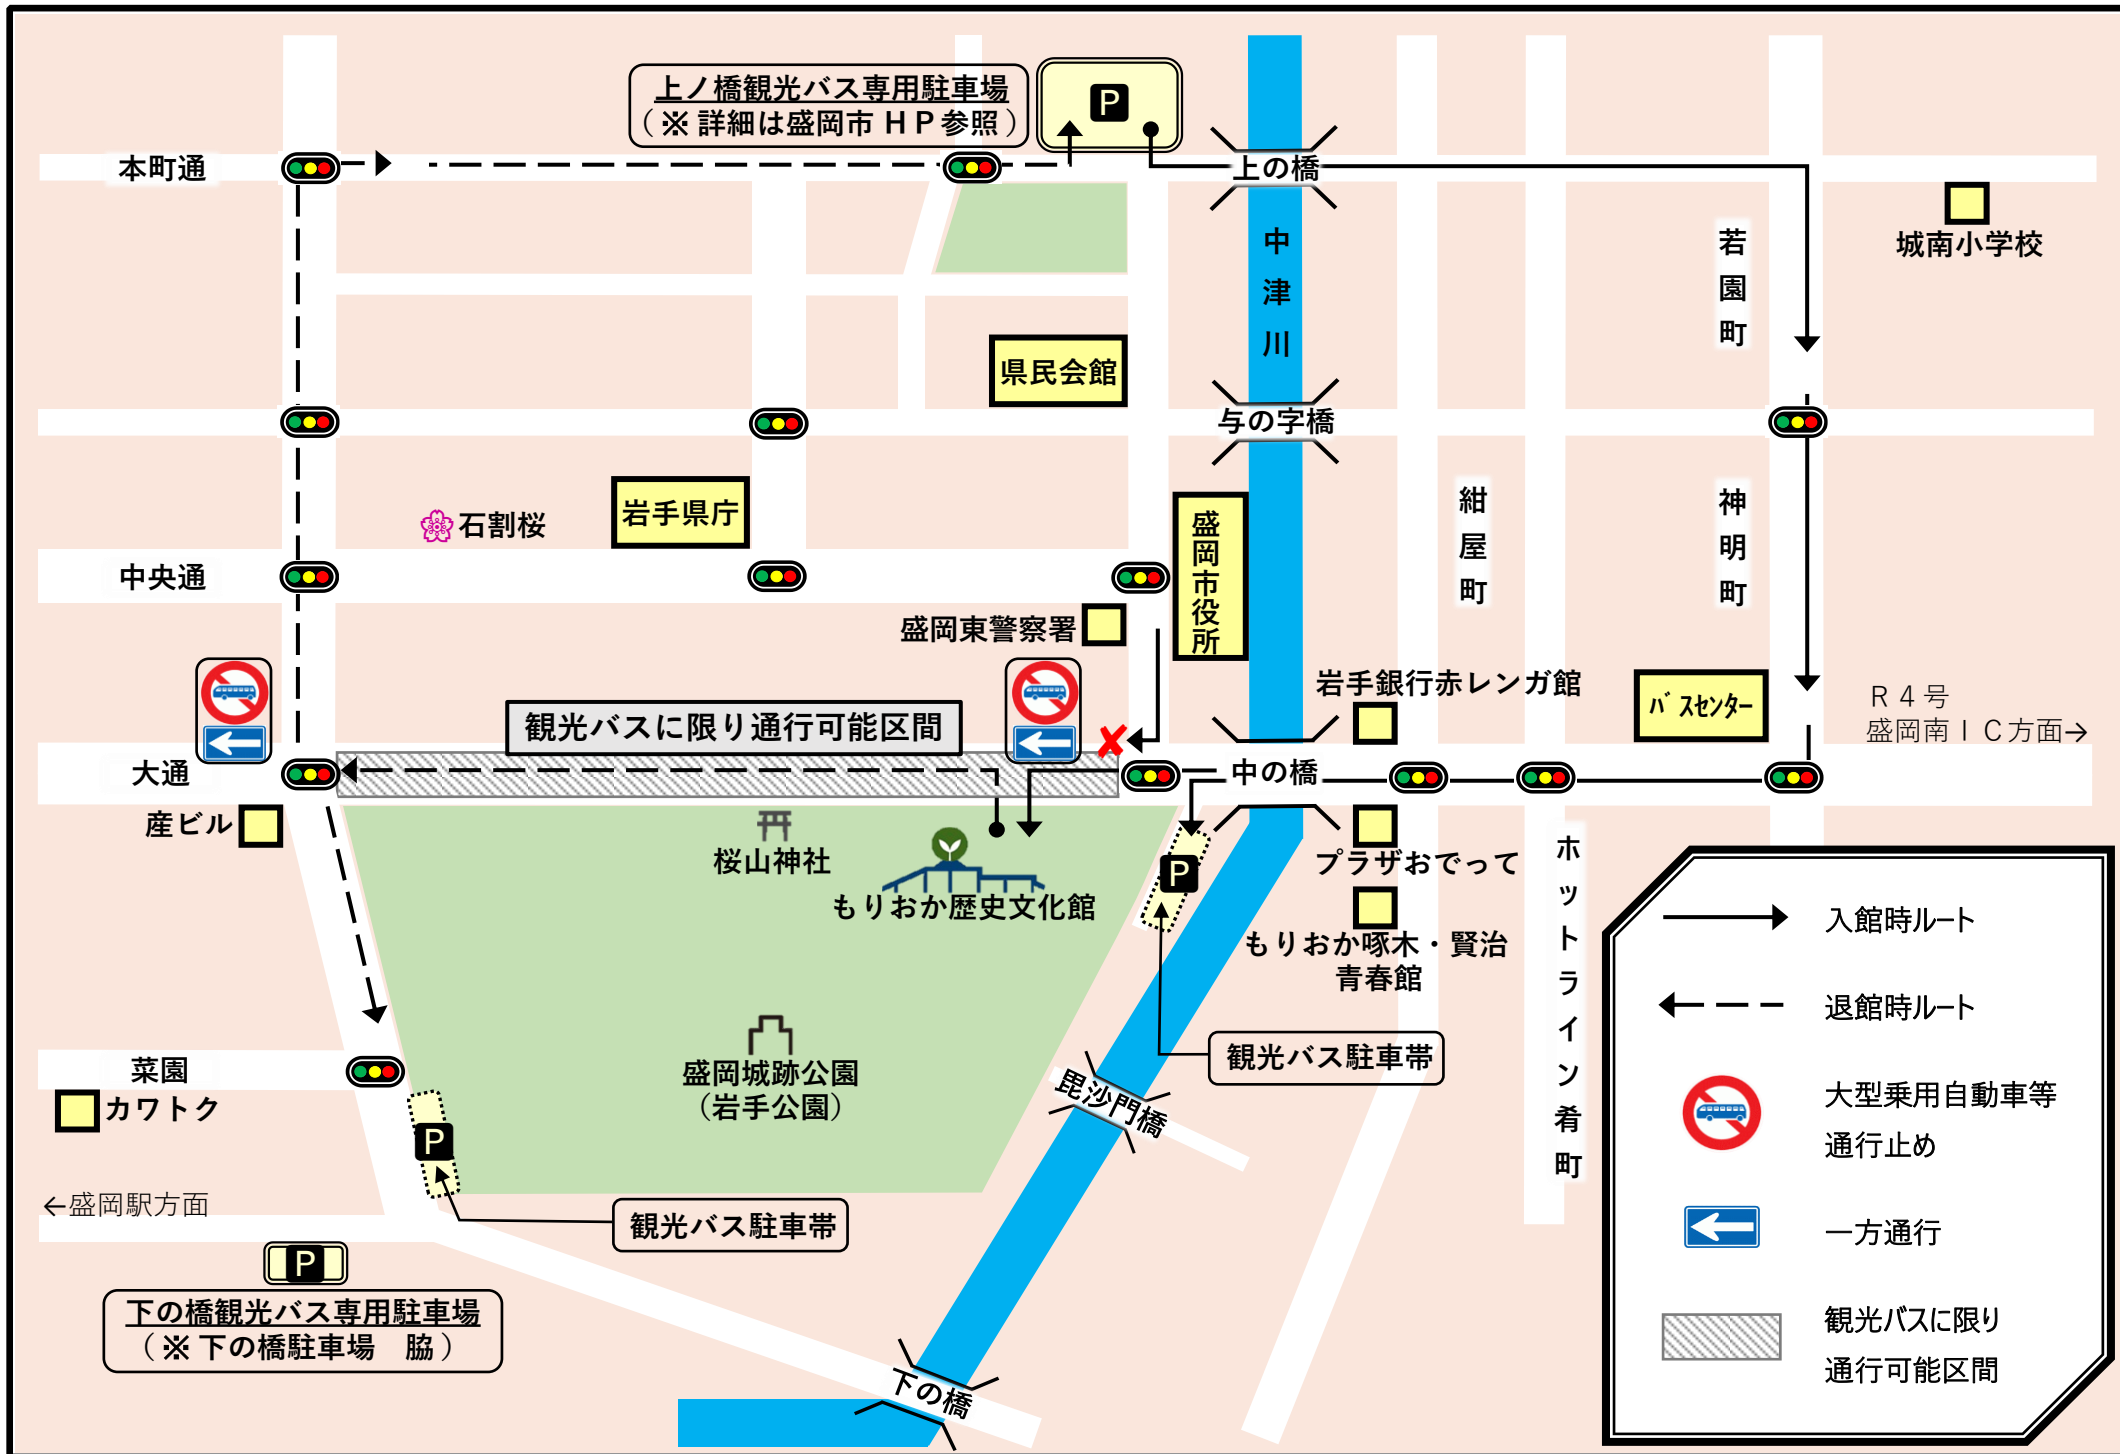 上ノ橋観光バス専用駐車場
（※詳細は盛岡市ＨＰ参照）
P
本町通
上の橋
城南小学校
中津川
若園町
県民会館
与の字橋
石割桜
岩手県庁
盛岡市役所
紺屋町
神明町
中央通
盛岡東警察署
岩手銀行赤レンガ館
バスセンター
Ｒ４号
盛岡南ＩＣ方面→
観光バスに限り通行可能区間
大通
中の橋
産ビル
桜山神社
もりおか歴史文化館
P
プラザおでって
もりおか啄木・賢治
青春館
ホットライン肴町
観光バス駐車帯
盛岡城跡公園
（岩手公園）
毘沙門橋
菜園
カワトク
P
←盛岡駅方面
観光バス駐車帯
P
下の橋観光バス専用駐車場
（※下の橋駐車場　脇）
下の橋
入館時ルート
退館時ルート
大型乗用自動車等
通行止め
一方通行
観光バスに限り
通行可能区間